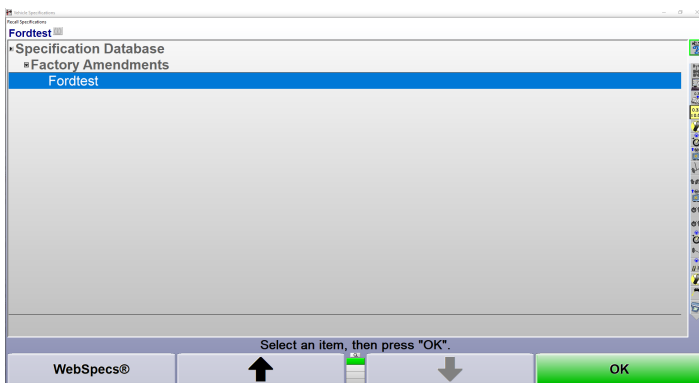 Vehicle Specifications
Recall Specifications
Fordtest
Specification Database
Factory Amendments
Fordtest
Select an item, then press "OK".
WebSpecs®
OK